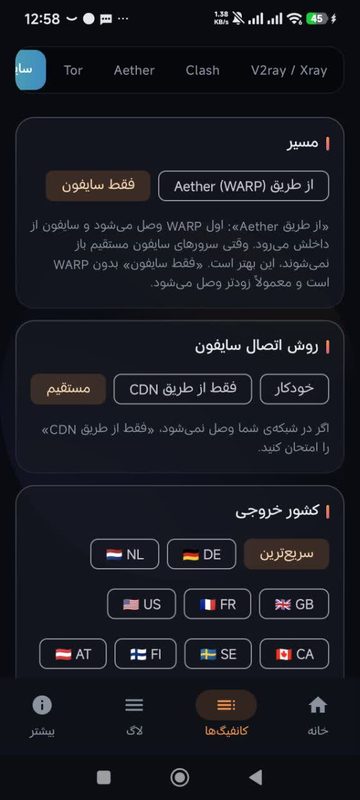 12:58
1.38 KB/s
45
V2ray / Xray
Clash
Aether
Tor
سای
مسیر
از طریق Aether (WARP)
فقط سایفون
«از طریق Aether»: اول WARP وصل می‌شود و سایفون از
داخلش می‌رود. وقتی سرورهای سایفون مستقیم باز
نمی‌شوند، این بهتر است. «فقط سایفون» بدون WARP
است و معمولاً زودتر وصل می‌شود.
روش اتصال سایفون
خودکار
فقط از طریق CDN
مستقیم
اگر در شبکه‌ی شما وصل نمی‌شود، «فقط از طریق CDN»
را امتحان کنید.
کشور خروجی
سریع‌ترین
DE
NL
GB
FR
US
CA
SE
FI
AT
خانه
کانفیگ‌ها
لاگ
بیشتر